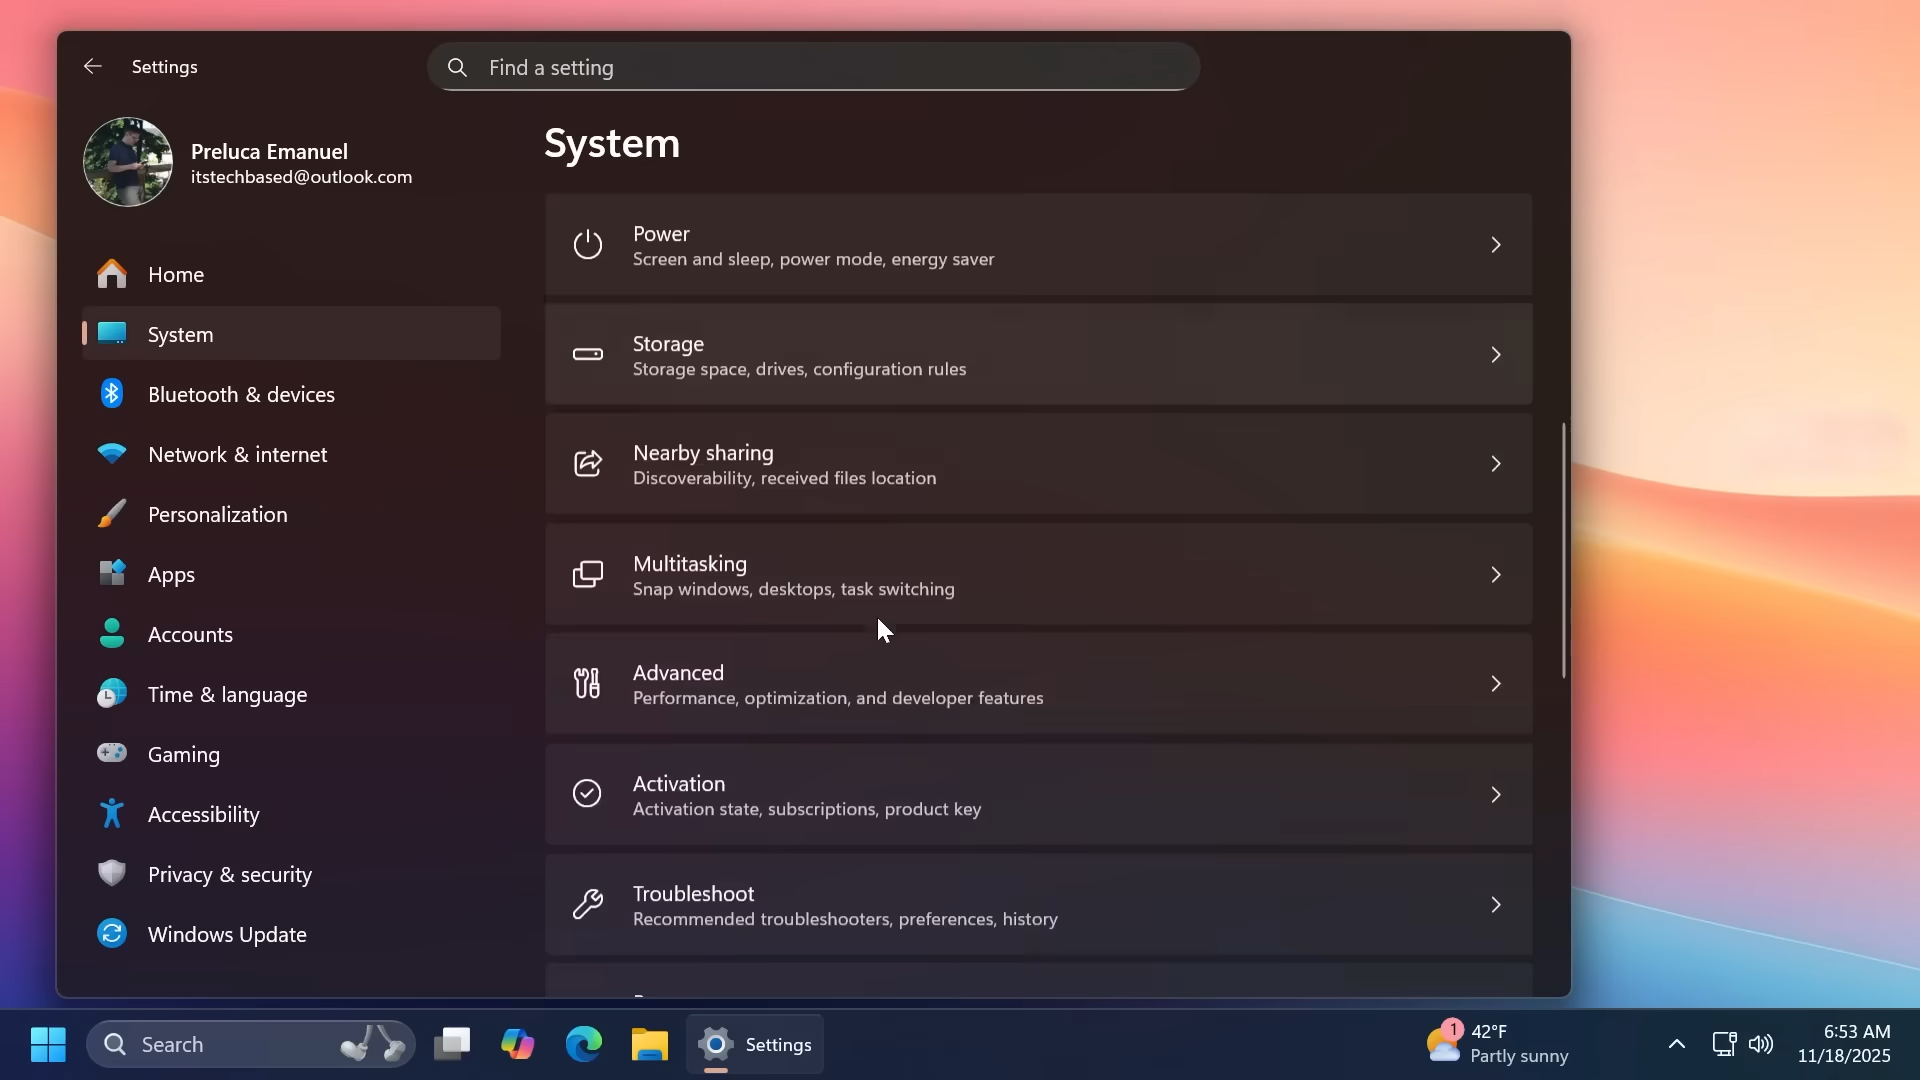 Settings
Find a setting
Preluca Emanuel
itstechbased@outlook.com
Home
System
Bluetooth & devices
Network & internet
Personalization
Apps
Accounts
Time & language
Gaming
Accessibility
Privacy & security
Windows Update
System
Power
Screen and sleep, power mode, energy saver
Storage
Storage space, drives, configuration rules
Nearby sharing
Discoverability, received files location
Multitasking
Snap windows, desktops, task switching
Advanced
Performance, optimization, and developer features
Activation
Activation state, subscriptions, product key
Troubleshoot
Recommended troubleshooters, preferences, history
Search
Settings
1
42°F
Partly sunny
6:53 AM
11/18/2025